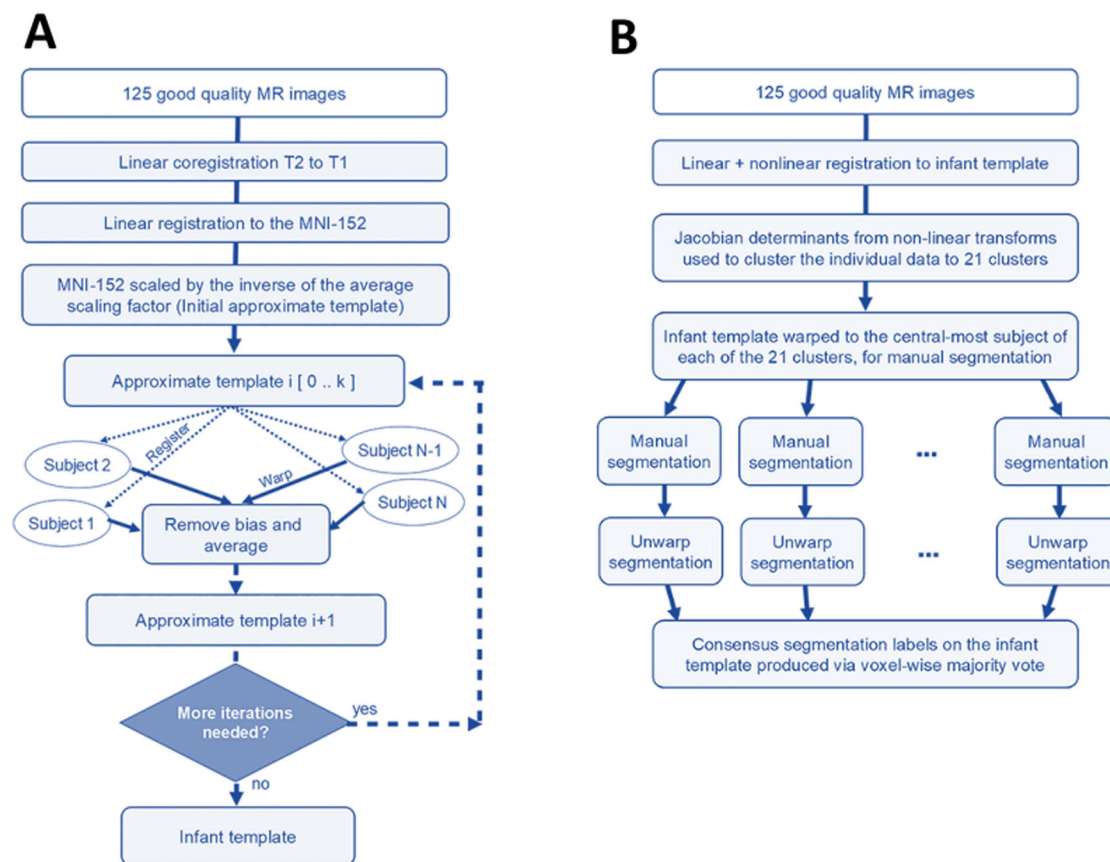 A
125 good quality MR images
Linear coregistration T2 to T1
Linear registration to the MNI-152
MNI-152 scaled by the inverse of the average
scaling factor (Initial approximate template)
Approximate template i [ 0 .. k ]
Register
Subject 2
Subject N-1
Warp
Subject 1
Subject N
Remove bias and
average
Approximate template i+1
More iterations
needed?
yes
no
Infant template
B
125 good quality MR images
Linear + nonlinear registration to infant template
Jacobian determinants from non-linear transforms
used to cluster the individual data to 21 clusters
Infant template warped to the central-most subject of
each of the 21 clusters, for manual segmentation
Manual
segmentation
Manual
segmentation
...
Manual
segmentation
Unwarp
segmentation
Unwarp
segmentation
...
Unwarp
segmentation
Consensus segmentation labels on the infant
template produced via voxel-wise majority vote